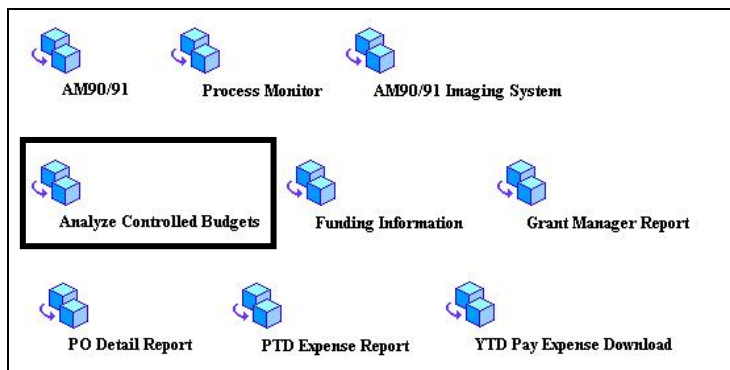 AM90/91
Process Monitor
AM90/91 Imaging System
Analyze Controlled Budgets
Funding Information
Grant Manager Report
PO Detail Report
PTD Expense Report
YTD Pay Expense Download